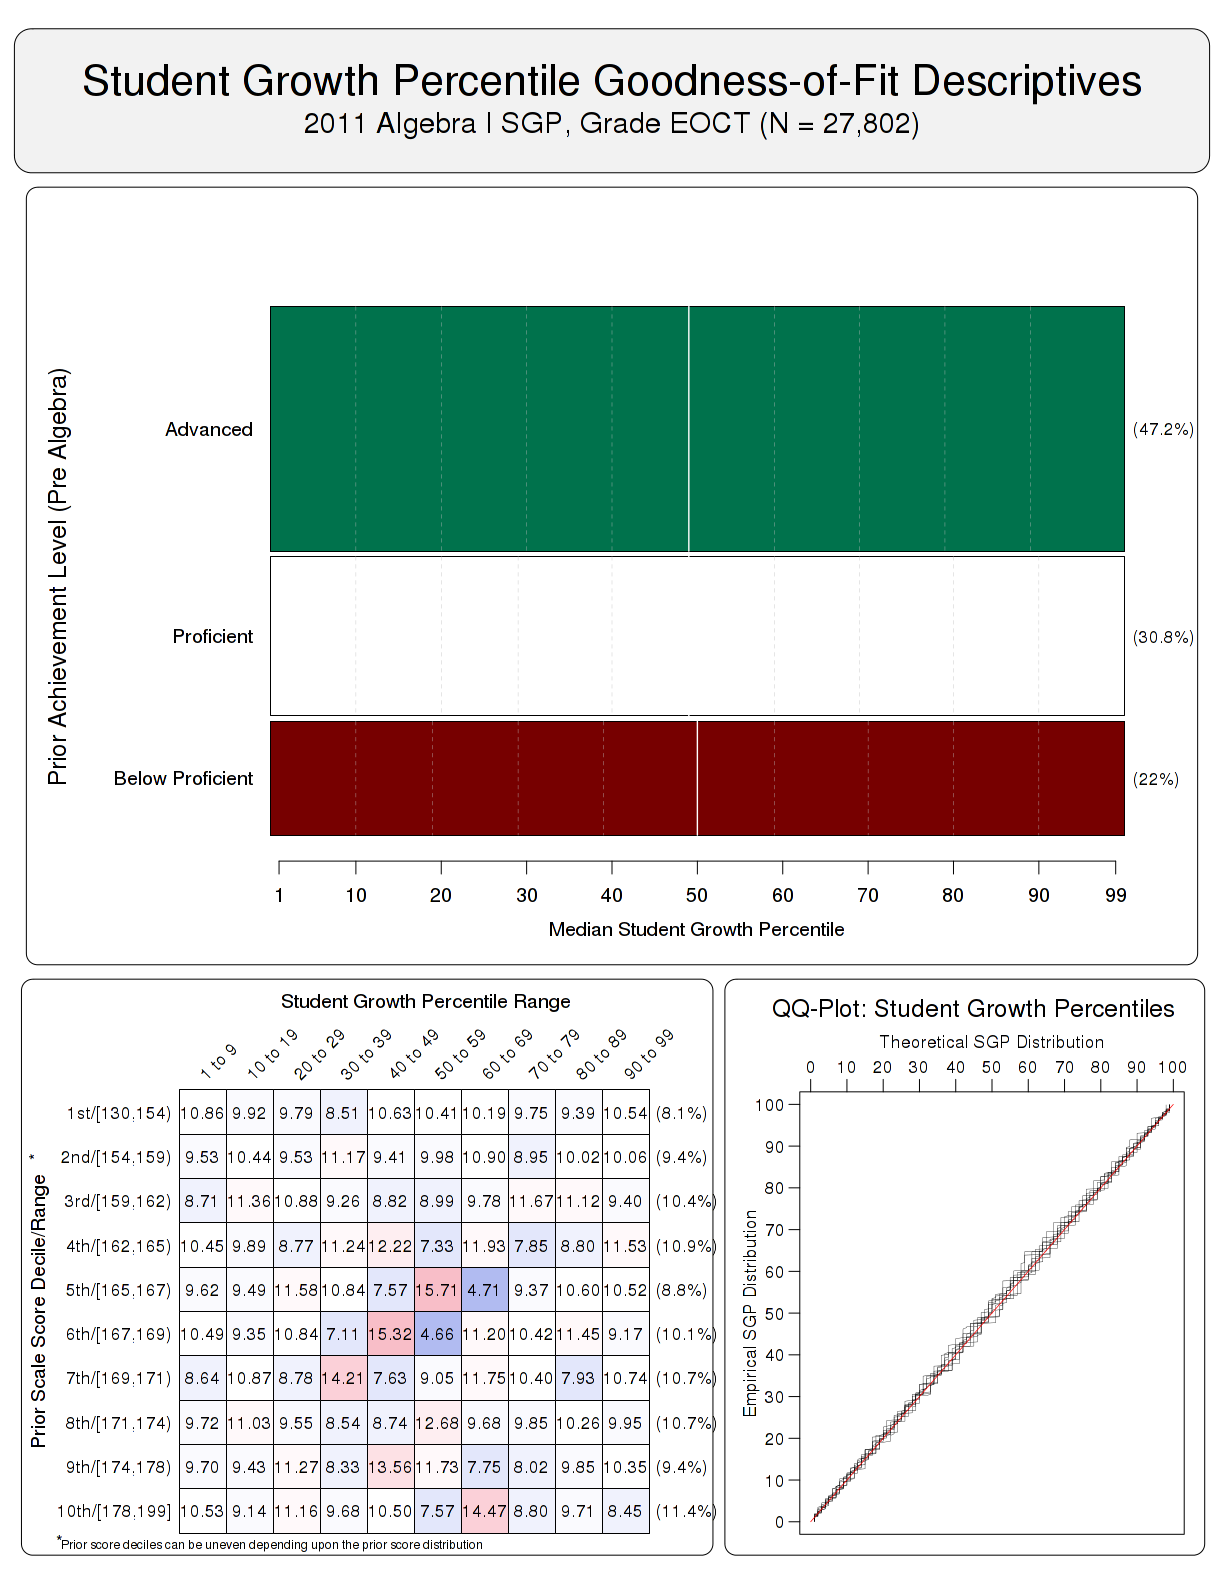 Student Growth Percentile Goodness-of-Fit Descriptives
2011 Algebra I SGP, Grade EOCT (N = 27,802)
Prior Achievement Level (Pre Algebra)
Advanced (47.2%)
Proficient (30.8%)
Below Proficient (22%)
1 10 20 30 40 50 60 70 80 90 99
Median Student Growth Percentile
Student Growth Percentile Range
1 to 9 10 to 19 20 to 29 30 to 39 40 to 49 50 to 59 60 to 69 70 to 79 80 to 89 90 to 99
Prior Scale Score Decile/Range *
1st/[130,154) 10.86 9.92 9.79 8.51 10.63 10.41 10.19 9.75 9.39 10.54 (8.1%)
2nd/[154,159) 9.53 10.44 9.53 11.17 9.41 9.98 10.90 8.95 10.02 10.06 (9.4%)
3rd/[159,162) 8.71 11.36 10.88 9.26 8.82 8.99 9.78 11.67 11.12 9.40 (10.4%)
4th/[162,165) 10.45 9.89 8.77 11.24 12.22 7.33 11.93 7.85 8.80 11.53 (10.9%)
5th/[165,167) 9.62 9.49 11.58 10.84 7.57 15.71 4.71 9.37 10.60 10.52 (8.8%)
6th/[167,169) 10.49 9.35 10.84 7.11 15.32 4.66 11.20 10.42 11.45 9.17 (10.1%)
7th/[169,171) 8.64 10.87 8.78 14.21 7.63 9.05 11.75 10.40 7.93 10.74 (10.7%)
8th/[171,174) 9.72 11.03 9.55 8.54 8.74 12.68 9.68 9.85 10.26 9.95 (10.7%)
9th/[174,178) 9.70 9.43 11.27 8.33 13.56 11.73 7.75 8.02 9.85 10.35 (9.4%)
10th/[178,199] 10.53 9.14 11.16 9.68 10.50 7.57 14.47 8.80 9.71 8.45 (11.4%)
*Prior score deciles can be uneven depending upon the prior score distribution
QQ-Plot: Student Growth Percentiles
Theoretical SGP Distribution
0 10 20 30 40 50 60 70 80 90 100
Empirical SGP Distribution
100
90
80
70
60
50
40
30
20
10
0